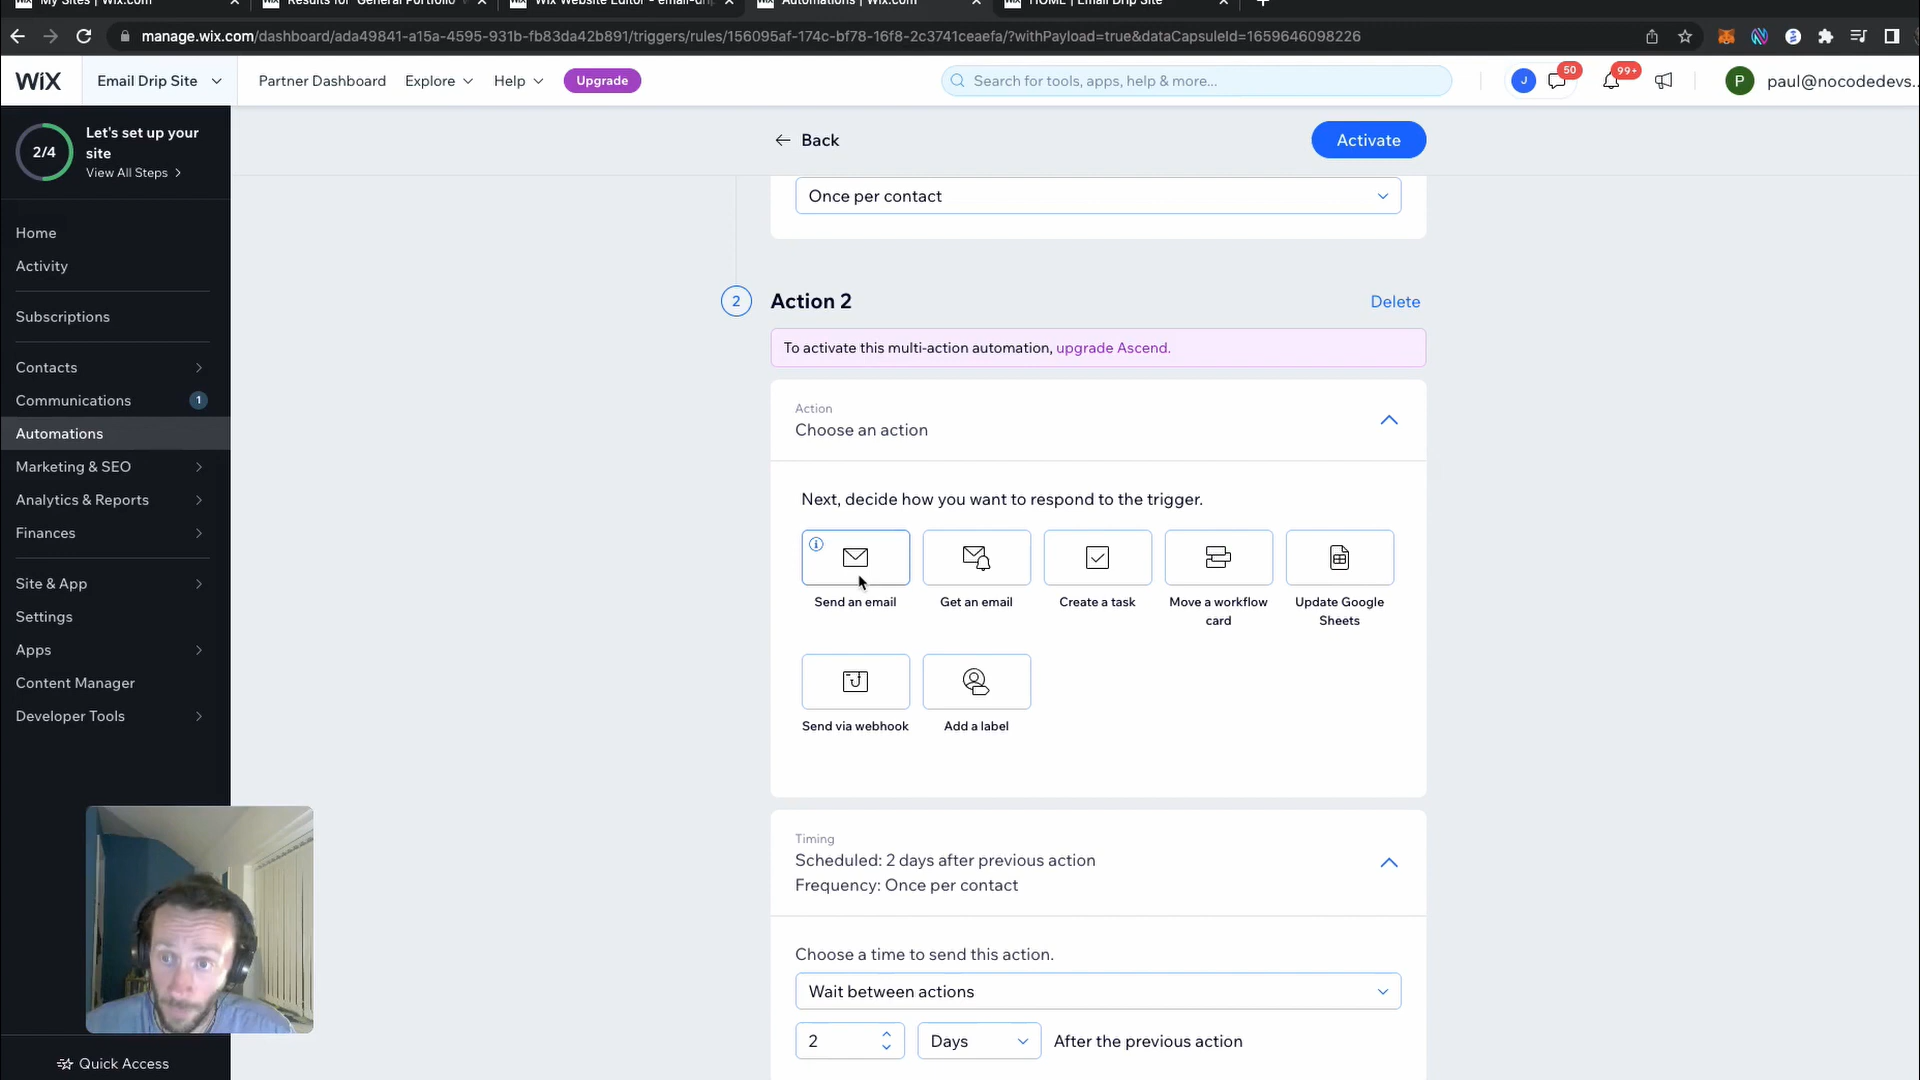 My Sites | Wix.com
Results for "General Portfolio" 
Wix Website Editor - email-drip
Automations | Wix.com
HOME | Email Drip Site
manage.wix.com/dashboard/ada49841-a15a-4595-931b-fb83da42b891/triggers/rules/156095af-174c-bf78-16f8-2c3741ceaefa/?withPayload=true&dataCapsuleId=1659646098226
WiX
Email Drip Site
Partner Dashboard
Explore
Help
Upgrade
Search for tools, apps, help & more...
J
50
99+
P
paul@nocodedevs...
2/4
Let's set up your
site
View All Steps
Home
Activity
Subscriptions
Contacts
Communications
1
Automations
Marketing & SEO
Analytics & Reports
Finances
Site & App
Settings
Apps
Content Manager
Developer Tools
Quick Access
Back
Activate
Once per contact
2
Action 2
Delete
To activate this multi-action automation, upgrade Ascend.
Action
Choose an action
Next, decide how you want to respond to the trigger.
Send an email
Get an email
Create a task
Move a workflow
card
Update Google
Sheets
Send via webhook
Add a label
Timing
Scheduled: 2 days after previous action
Frequency: Once per contact
Choose a time to send this action.
Wait between actions
2
Days
After the previous action